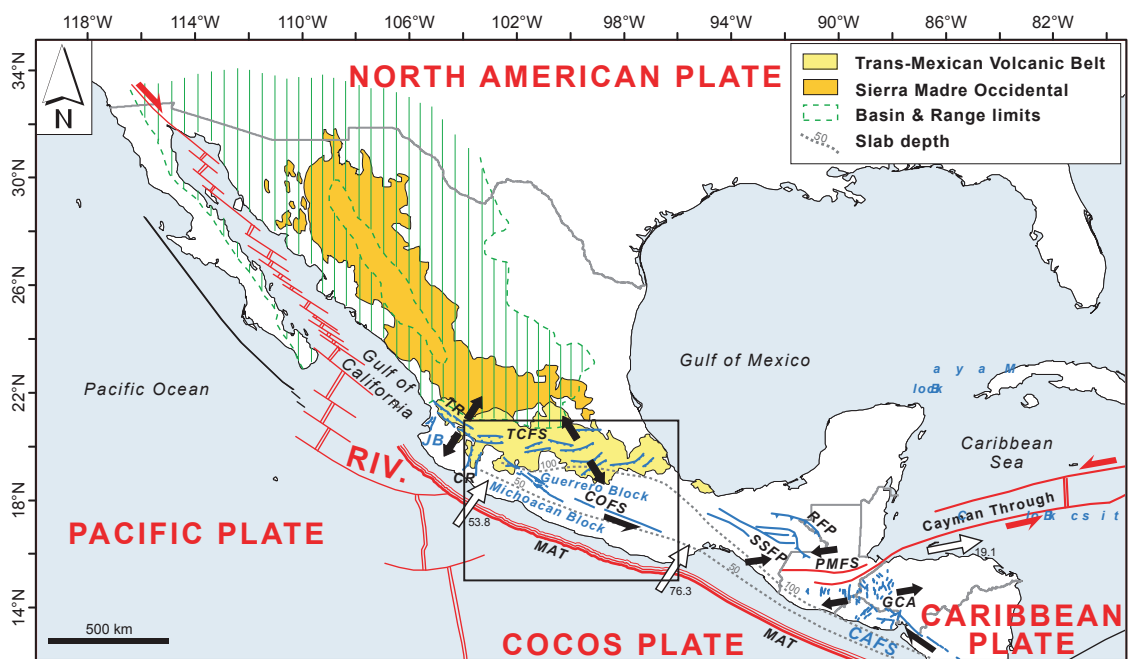 118°W 114°W 110°W 106°W 102°W 98°W 94°W 90°W 86°W 82°W
34°N
30°N
26°N
22°N
18°N
14°N
N
NORTH AMERICAN PLATE
Trans-Mexican Volcanic Belt
Sierra Madre Occidental
Basin & Range limits
50
Slab depth
Pacific Ocean
Gulf of
California
Gulf of Mexico
a y a M
lock B
Caribbean
Sea
TR
JB
TCFS
CR
RIV.
100
50
Guerrero Block
Michoacan Block
COFS
53.8
MAT
PACIFIC PLATE
76.3
50
100
SSFP
RFP
PMFS
Cayman Through
19.1
GCA
CAFS
CARIBBEAN
PLATE
MAT
COCOS PLATE
500 km